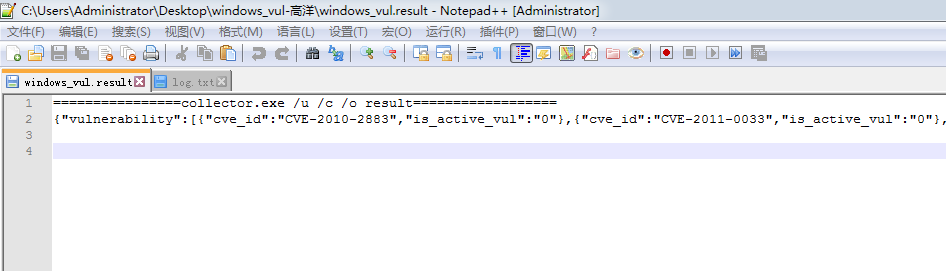 C:\Users\Administrator\Desktop\windows_vul-高洋\windows_vul.result - Notepad++ [Administrator]
文件(F) 编辑(E) 搜索(S) 视图(V) 格式(M) 语言(L) 设置(T) 宏(O) 运行(R) 插件(P) 窗口(W) ?
windows_vul.result log.txt
1 ================collector.exe /u /c /o result==================
2 {"vulnerability":[{"cve_id":"CVE-2010-2883","is_active_vul":"0"},{"cve_id":"CVE-2011-0033","is_active_vul":"0"},
3
4